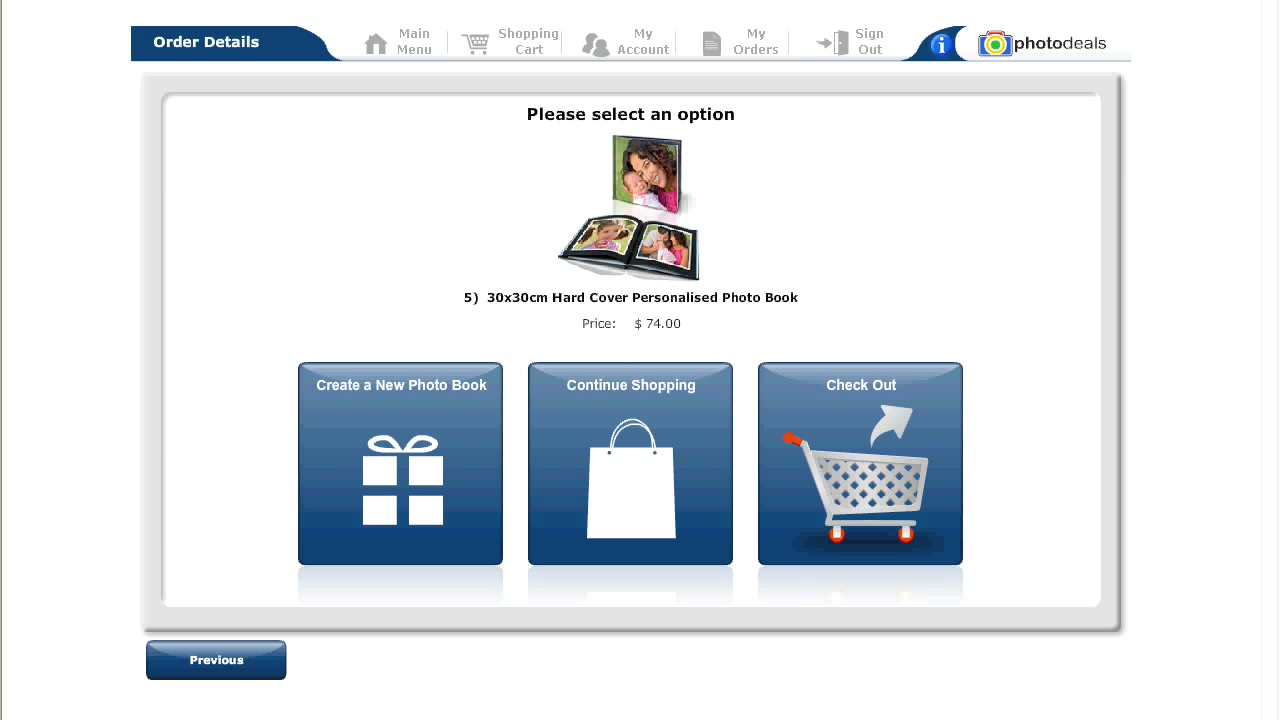 Order Details
Main Menu
Shopping Cart
My Account
My Orders
Sign Out
i
photodeals
Please select an option
5) 30x30cm Hard Cover Personalised Photo Book
Price: $ 74.00
Create a New Photo Book
Continue Shopping
Check Out
Previous